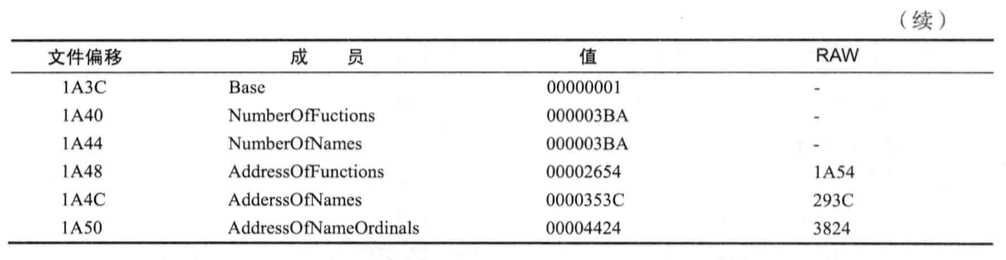 （续）
文件偏移 成 员 值 RAW
1A3C Base 00000001 -
1A40 NumberOfFuctions 000003BA -
1A44 NumberOfNames 000003BA -
1A48 AddressOfFunctions 00002654 1A54
1A4C AdderssOfNames 0000353C 293C
1A50 AddressOfNameOrdinals 00004424 3824